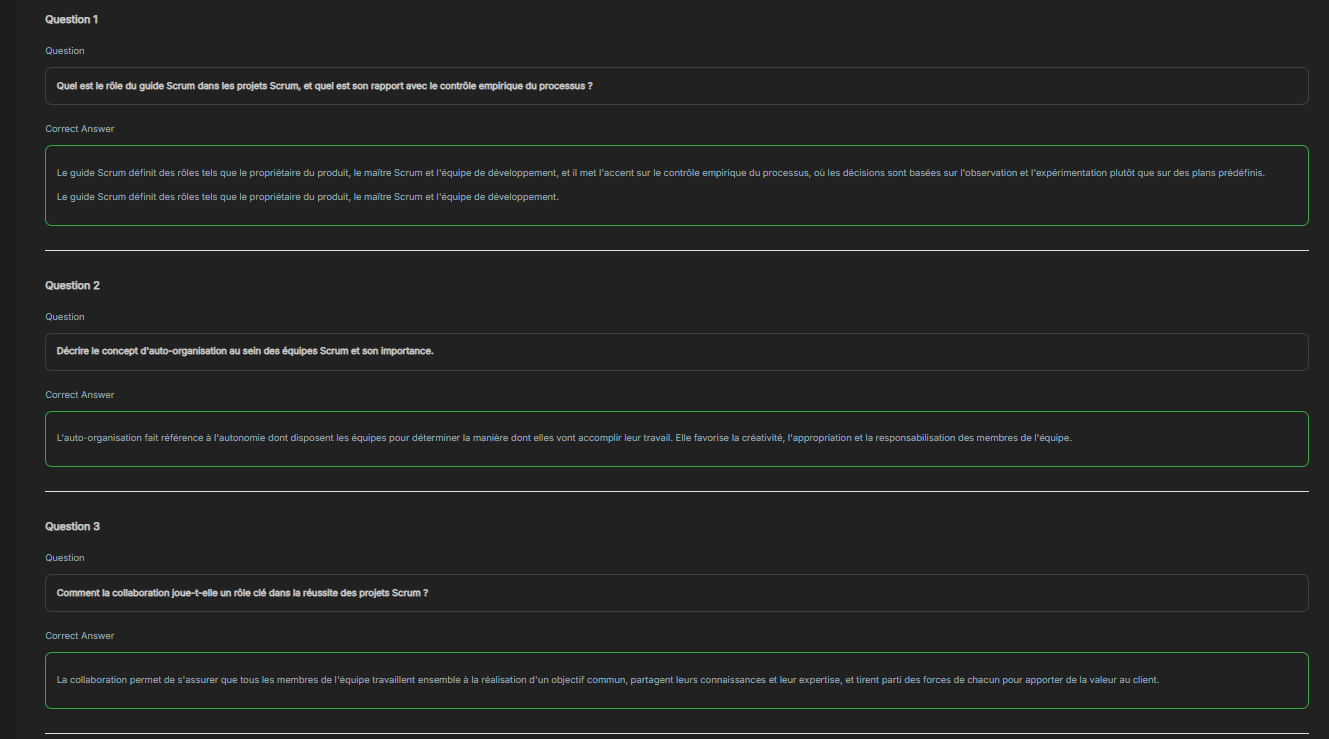 Question 1
Question
Quel est le rôle du guide Scrum dans les projets Scrum, et quel est son rapport avec le contrôle empirique du processus ?
Correct Answer
Le guide Scrum définit des rôles tels que le propriétaire du produit, le maître Scrum et l'équipe de développement, et il met l'accent sur le contrôle empirique du processus, où les décisions sont basées sur l'observation et l'expérimentation plutôt que sur des plans prédéfinis.
Le guide Scrum définit des rôles tels que le propriétaire du produit, le maître Scrum et l'équipe de développement.
Question 2
Question
Décrire le concept d'auto-organisation au sein des équipes Scrum et son importance.
Correct Answer
L'auto-organisation fait référence à l'autonomie dont disposent les équipes pour déterminer la manière dont elles vont accomplir leur travail. Elle favorise la créativité, l'appropriation et la responsabilisation des membres de l'équipe.
Question 3
Question
Comment la collaboration joue-t-elle un rôle clé dans la réussite des projets Scrum ?
Correct Answer
La collaboration permet de s'assurer que tous les membres de l'équipe travaillent ensemble à la réalisation d'un objectif commun, partagent leurs connaissances et leur expertise, et tirent parti des forces de chacun pour apporter de la valeur au client.